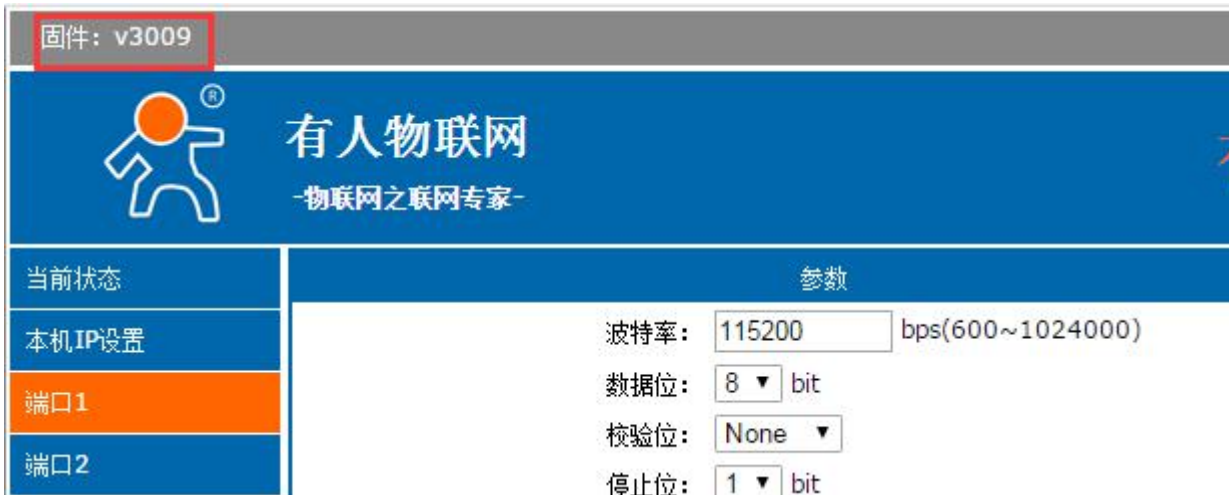 固件：v3009
®
有人物联网
-物联网之联网专家-
当前状态
本机IP设置
端口1
端口2
参数
波特率： 115200 bps(600~1024000)
数据位： 8 ▼ bit
校验位： None ▼
停止位： 1 ▼ bit